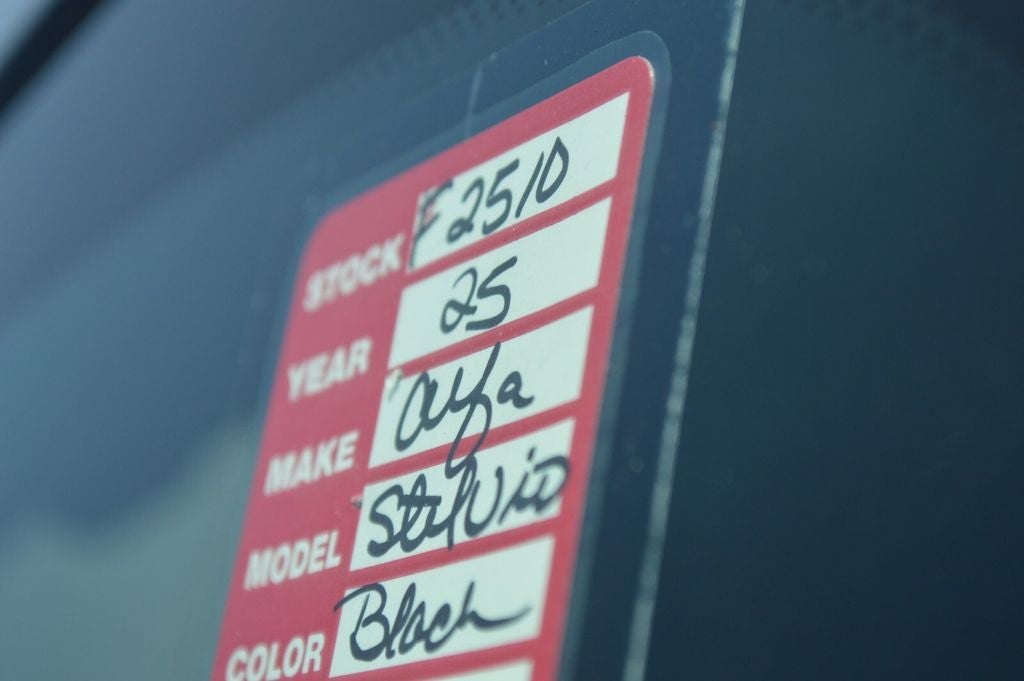 STOCK F2510
YEAR 25
MAKE Alfa
MODEL Stelvio
COLOR Black